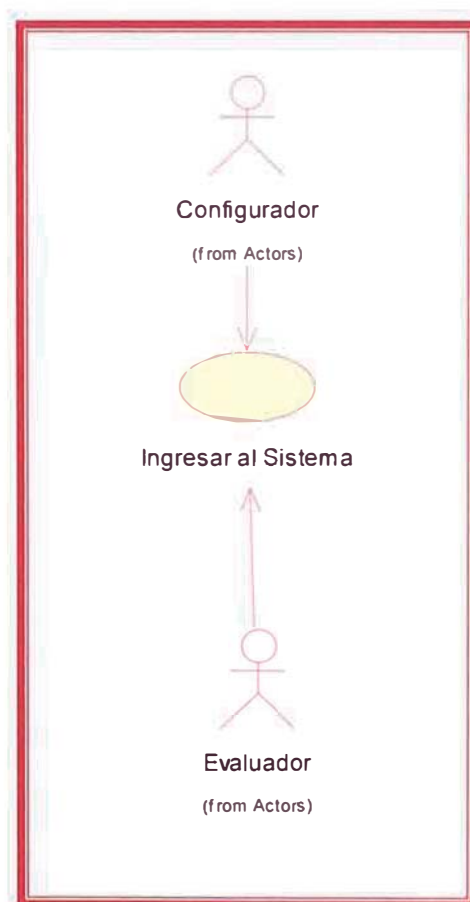 Configurador
(from Actors)
Ingresar al Sistema
Evaluador
(from Actors)